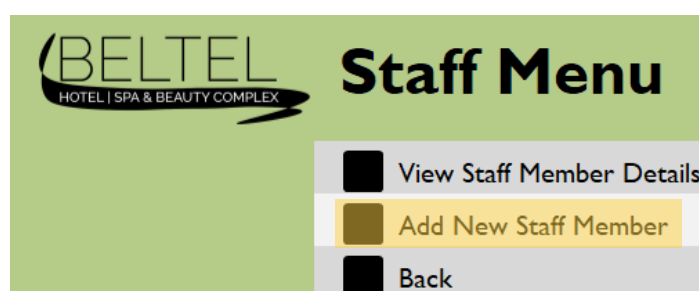 BELTEL
HOTEL | SPA & BEAUTY COMPLEX
Staff Menu
View Staff Member Details
Add New Staff Member
Back